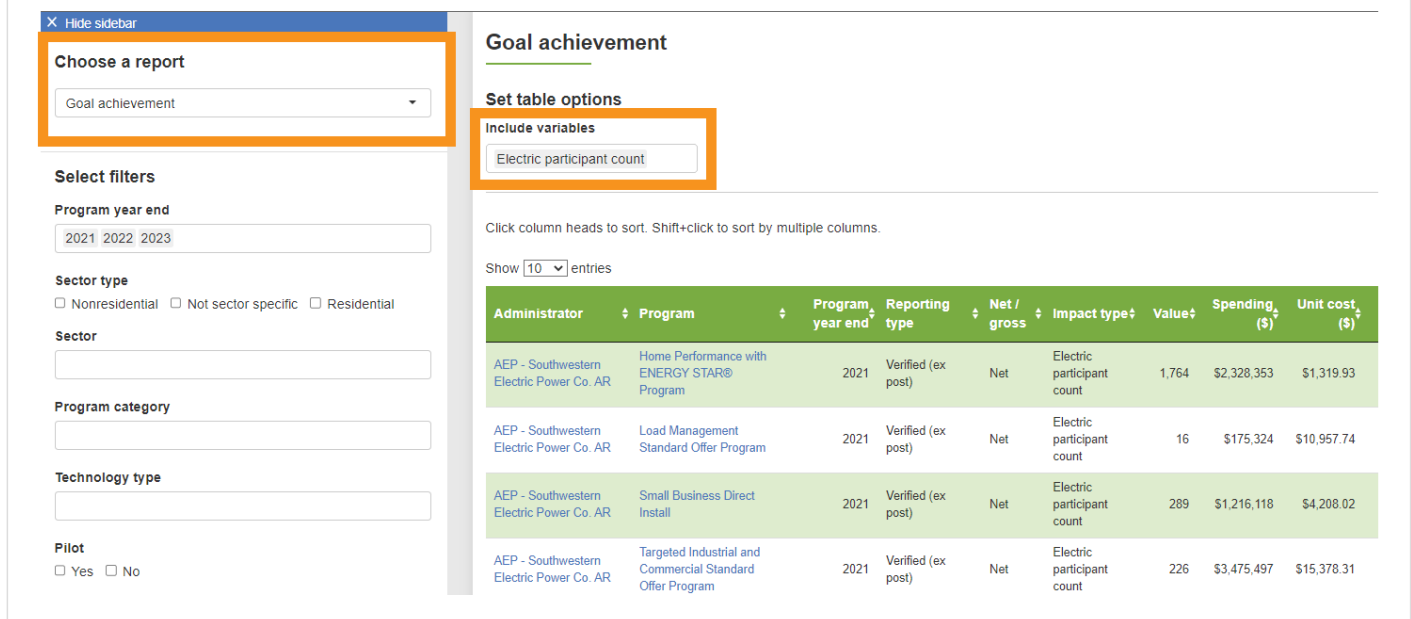 Hide sidebar
Choose a report
Goal achievement
Select filters
Program year end
2021 2022 2023
Sector type
Nonresidential Not sector specific Residential
Sector
Program category
Technology type
Pilot
Yes No
Goal achievement
Set table options
Include variables
Electric participant count
Click column heads to sort. Shift+click to sort by multiple columns.
Show 10 entries
Administrator Program Program year end Reporting type Net / gross Impact type Value Spending ($) Unit cost ($)
AEP - Southwestern Electric Power Co. AR Home Performance with ENERGY STAR® Program 2021 Verified (ex post) Net Electric participant count 1,764 $2,328,353 $1,319.93
AEP - Southwestern Electric Power Co. AR Load Management Standard Offer Program 2021 Verified (ex post) Net Electric participant count 16 $175,324 $10,957.74
AEP - Southwestern Electric Power Co. AR Small Business Direct Install 2021 Verified (ex post) Net Electric participant count 289 $1,216,118 $4,208.02
AEP - Southwestern Electric Power Co. AR Targeted Industrial and Commercial Standard Offer Program 2021 Verified (ex post) Net Electric participant count 226 $3,475,497 $15,378.31